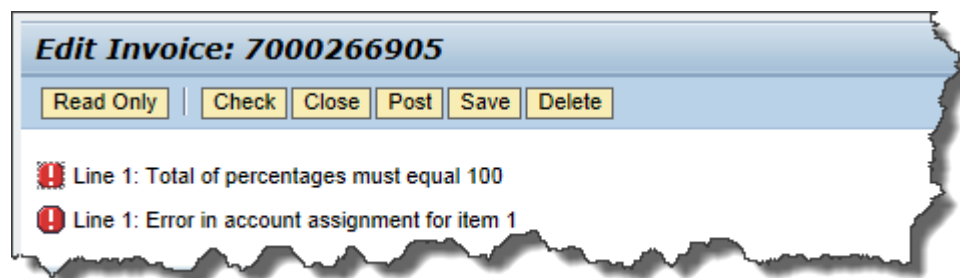 Edit Invoice: 7000266905
Read Only Check Close Post Save Delete
Line 1: Total of percentages must equal 100
Line 1: Error in account assignment for item 1